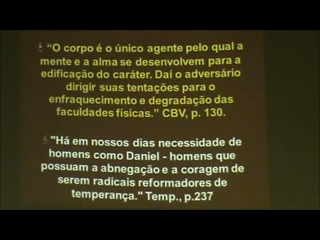 “O corpo é o único agente pelo qual a
mente e a alma se desenvolvem para a
edificação do caráter. Daí o adversário
dirigir suas tentações para o
enfraquecimento e degradação das
faculdades físicas.” CBV, p. 130.
"Há em nossos dias necessidade de
homens como Daniel - homens que
possuam a abnegação e a coragem de
serem radicais reformadores de
temperança." Temp., p.237